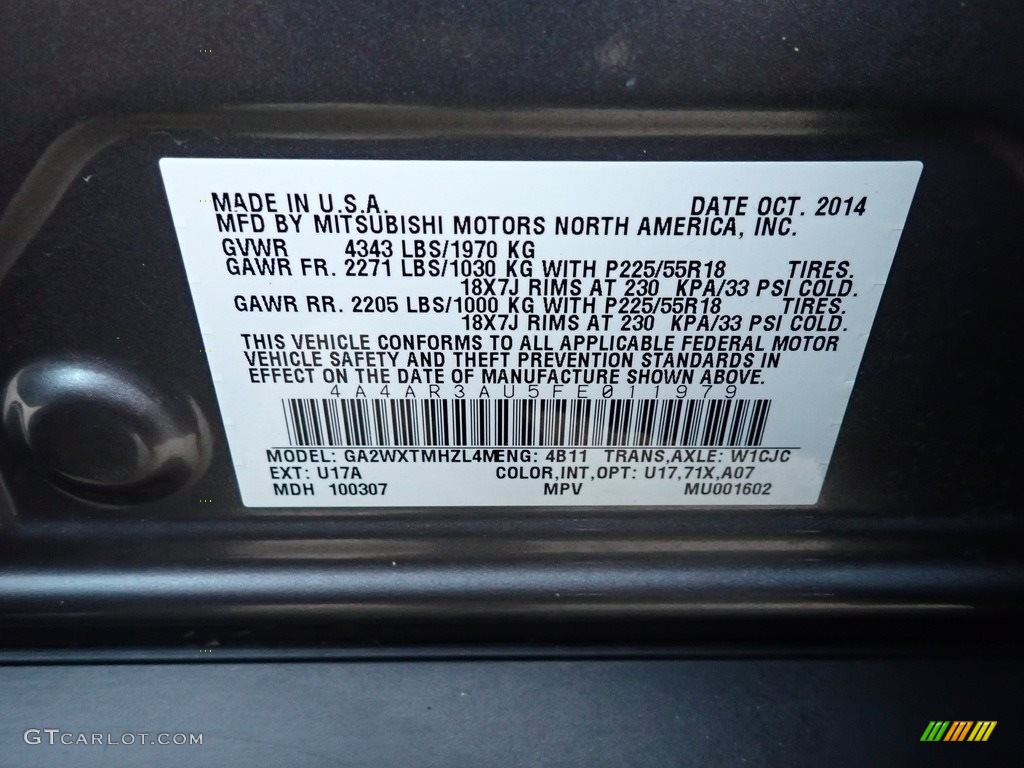 MADE IN U.S.A. DATE OCT. 2014
MFD BY MITSUBISHI MOTORS NORTH AMERICA, INC.
GVWR 4343 LBS/1970 KG
GAWR FR. 2271 LBS/1030 KG WITH P225/55R18 TIRES.
18X7J RIMS AT 230 KPA/33 PSI COLD.
GAWR RR. 2205 LBS/1000 KG WITH P225/55R18 TIRES.
18X7J RIMS AT 230 KPA/33 PSI COLD.
THIS VEHICLE CONFORMS TO ALL APPLICABLE FEDERAL MOTOR
VEHICLE SAFETY AND THEFT PREVENTION STANDARDS IN
EFFECT ON THE DATE OF MANUFACTURE SHOWN ABOVE.
4A4AR3AU5FE011979
MODEL: GA2WXTMHZL4M ENG: 4B11 TRANS,AXLE: W1CJC
EXT: U17A COLOR,INT,OPT: U17,71X,A07
MDH 100307 MPV MU001602
GTCARLOT.COM